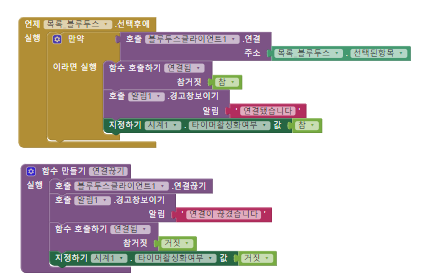 언제 목록_블루투스 .선택후에
실행 만약 호출 블루투스클라이언트1 .연결
주소 목록_블루투스 . 선택된항목
이라면 실행 함수 호출하기 연결됨
참거짓 참
호출 알림1 .경고창보이기
알림 " 연결됐습니다 "
지정하기 시계1 . 타이머활성화여부 값 참
함수 만들기 연결끊기
실행 호출 블루투스클라이언트1 .연결끊기
호출 알림1 .경고창보이기
알림 " 연결이 끊겼습니다 "
함수 호출하기 연결됨
참거짓 거짓
지정하기 시계1 . 타이머활성화여부 값 거짓